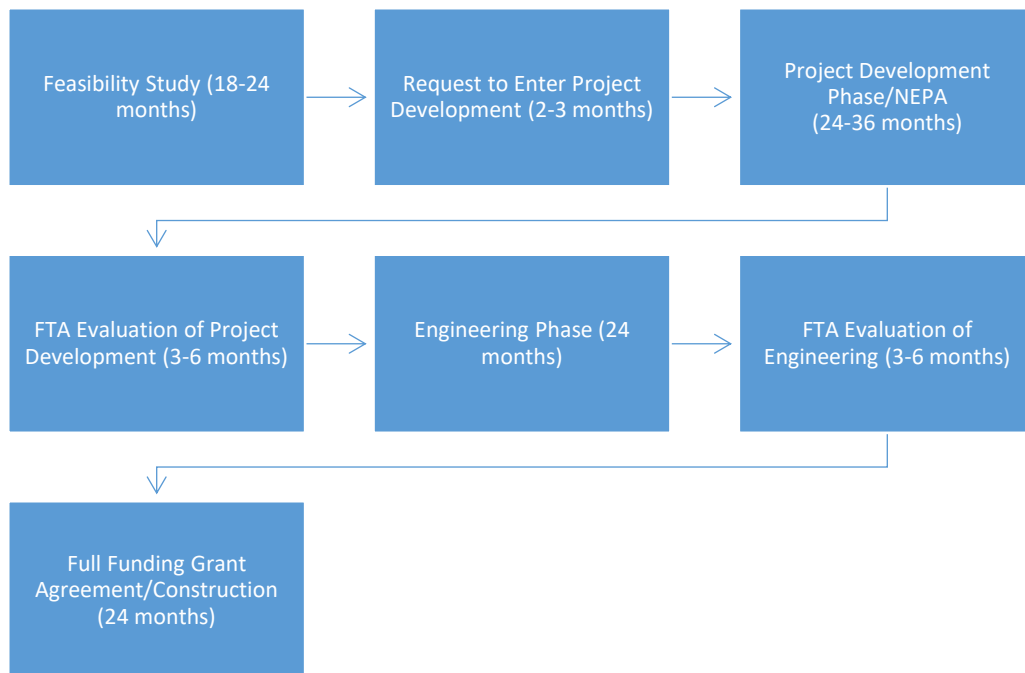 Feasibility Study (18-24
months)
Request to Enter Project
Development (2-3 months)
Project Development
Phase/NEPA
(24-36 months)
FTA Evaluation of Project
Development (3-6 months)
Engineering Phase (24
months)
FTA Evaluation of
Engineering (3-6 months)
Full Funding Grant
Agreement/Construction
(24 months)